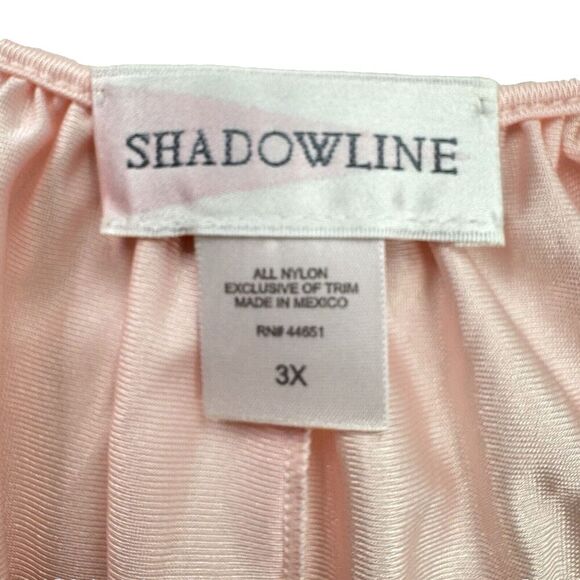 SHADOWLINE
ALL NYLON
EXCLUSIVE OF TRIM
MADE IN MEXICO
RN# 44651
3X